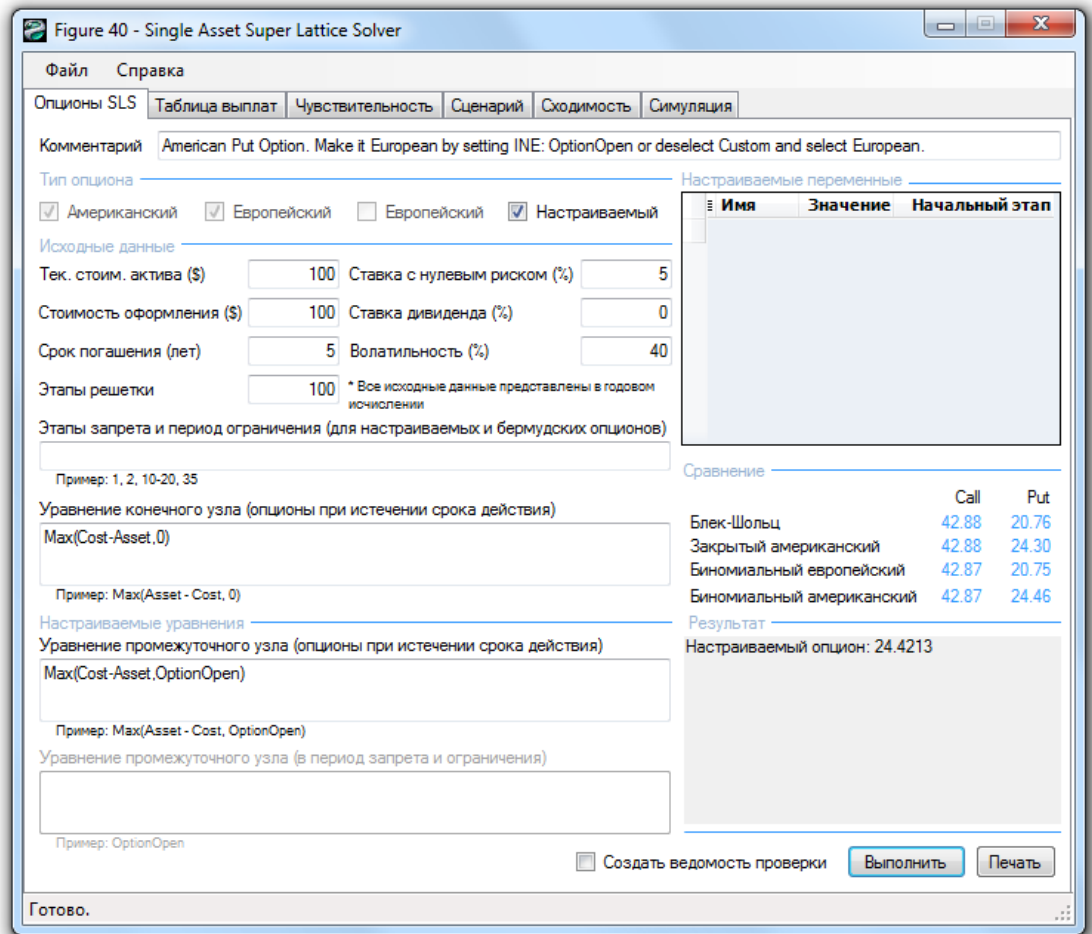 Figure 40 - Single Asset Super Lattice Solver
Файл Справка
Опционы SLS Таблица выплат Чувствительность Сценарий Сходимость Симуляция
Комментарий American Put Option. Make it European by setting INE: OptionOpen or deselect Custom and select European.
Тип опциона
Американский Европейский Европейский Настраиваемый
Исходные данные
Тек. стоим. актива ($) 100 Ставка с нулевым риском (%) 5
Стоимость оформления ($) 100 Ставка дивиденда (%) 0
Срок погашения (лет) 5 Волатильность (%) 40
Этапы решетки 100 * Все исходные данные представлены в годовом
исчислении
Этапы запрета и период ограничения (для настраиваемых и бермудских опционов)
Пример: 1, 2, 10-20, 35
Уравнение конечного узла (опционы при истечении срока действия)
Max(Cost-Asset,0)
Пример: Max(Asset - Cost, 0)
Настраиваемые уравнения
Уравнение промежуточного узла (опционы при истечении срока действия)
Max(Cost-Asset,OptionOpen)
Пример: Max(Asset - Cost, OptionOpen)
Уравнение промежуточного узла (в период запрета и ограничения)
Пример: OptionOpen
Настраиваемые переменные
Имя Значение Начальный этап
Сравнение
Call Put
Блек-Шольц 42.88 20.76
Закрытый американский 42.88 24.30
Биномиальный европейский 42.87 20.75
Биномиальный американский 42.87 24.46
Результат
Настраиваемый опцион: 24.4213
Создать ведомость проверки Выполнить Печать
Готово.